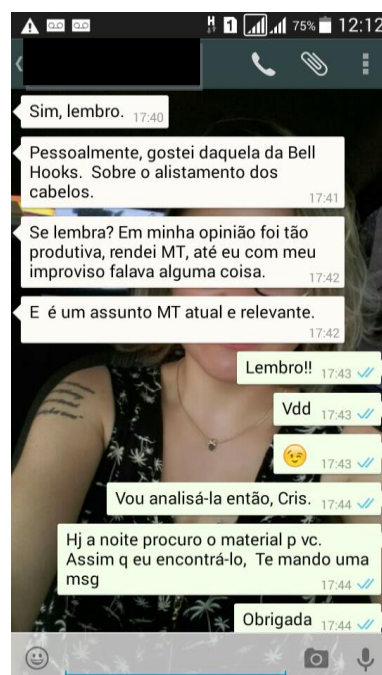 H 1 75% 12:12
Sim, lembro. 17:40
Pessoalmente, gostei daquela da Bell
Hooks. Sobre o alistamento dos
cabelos. 17:41
Se lembra? Em minha opinião foi tão
produtiva, rendei MT, até eu com meu
improviso falava alguma coisa. 17:42
E é um assunto MT atual e relevante.
17:42
Lembro!! 17:43
Vdd 17:43
😉 17:43
Vou analisá-la então, Cris. 17:44
Hj a noite procuro o material p vc.
Assim q eu encontrá-lo, Te mando uma
msg 17:44
Obrigada 17:44